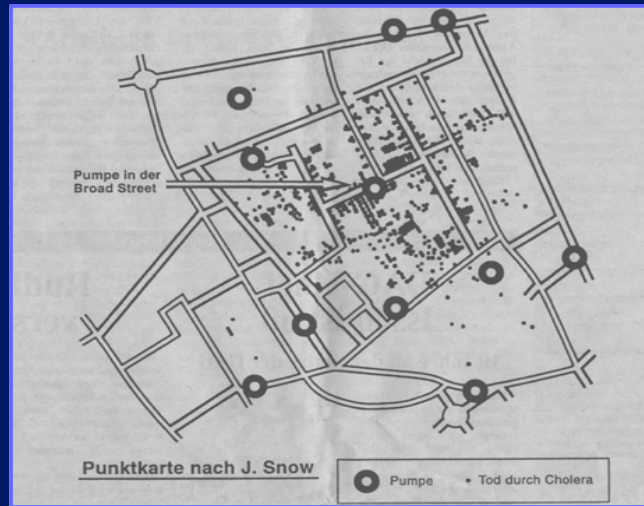 Pumpe in der
Broad Street
Punktkarte nach J. Snow
Pumpe
Tod durch Cholera